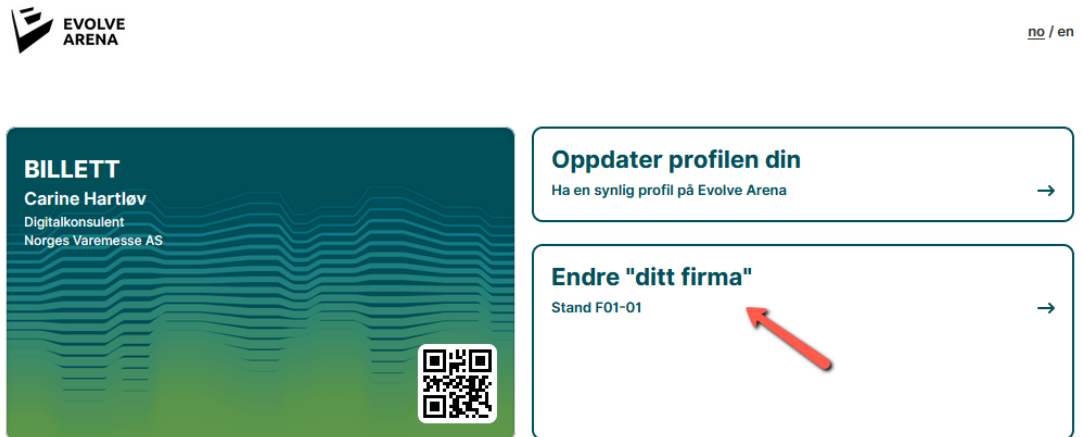 EVOLVE
ARENA
no / en
BILLETT
Carine Hartløv
Digitalkonsulent
Norges Varemesse AS
Oppdater profilen din
Ha en synlig profil på Evolve Arena
Endre "ditt firma"
Stand F01-01